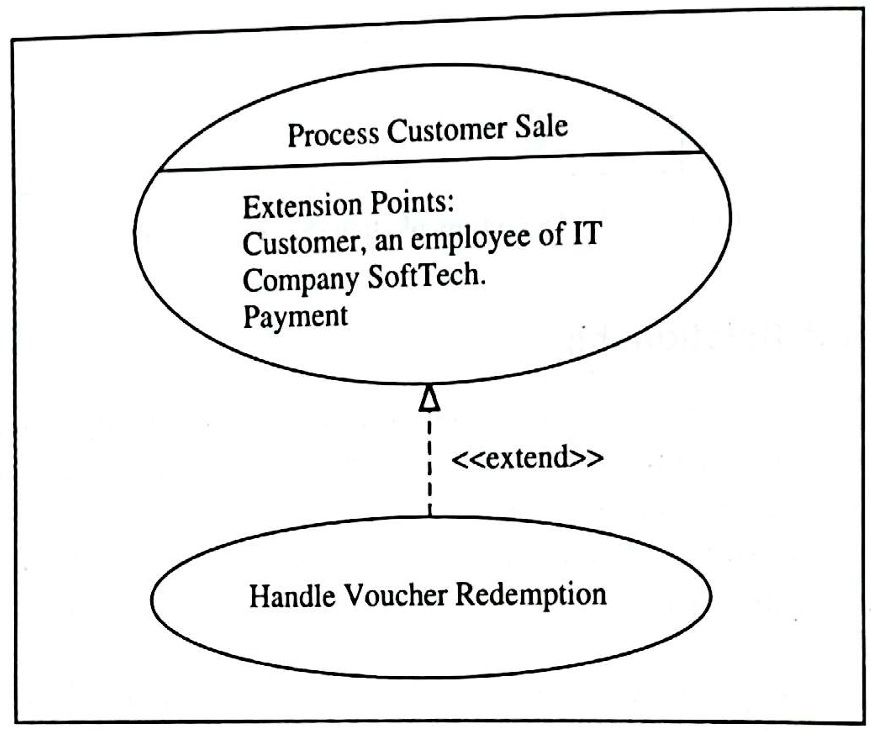 Process Customer Sale
Extension Points:
Customer, an employee of IT
Company SoftTech.
Payment
<<extend>>
Handle Voucher Redemption